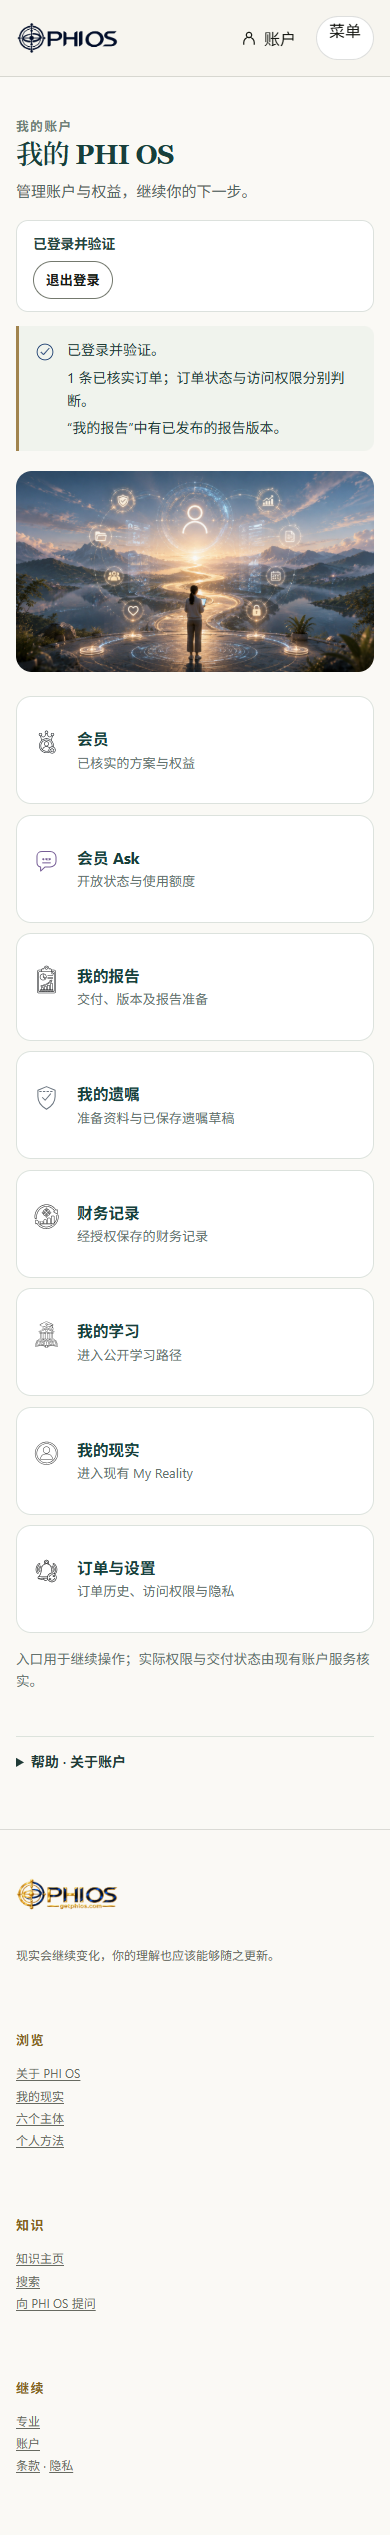 PHIOS
账户
菜单
我的账户
我的 PHI OS
管理账户与权益，继续你的下一步。
已登录并验证
退出登录
已登录并验证。
1 条已核实订单；订单状态与访问权限分别判
断。
“我的报告”中有已发布的报告版本。
会员
已核实的方案与权益
会员 Ask
开放状态与使用额度
我的报告
交付、版本及报告准备
我的遗嘱
准备资料与已保存遗嘱草稿
财务记录
经授权保存的财务记录
我的学习
进入公开学习路径
我的现实
进入现有 My Reality
订单与设置
订单历史、访问权限与隐私
入口用于继续操作；实际权限与交付状态由现有账户服务核
实。
帮助 · 关于账户
PHIOS
getphios.com
现实会继续变化，你的理解也应该能够随之更新。
浏览
关于 PHI OS
我的现实
六个主体
个人方法
知识
知识主页
搜索
向 PHI OS 提问
继续
专业
账户
条款 · 隐私